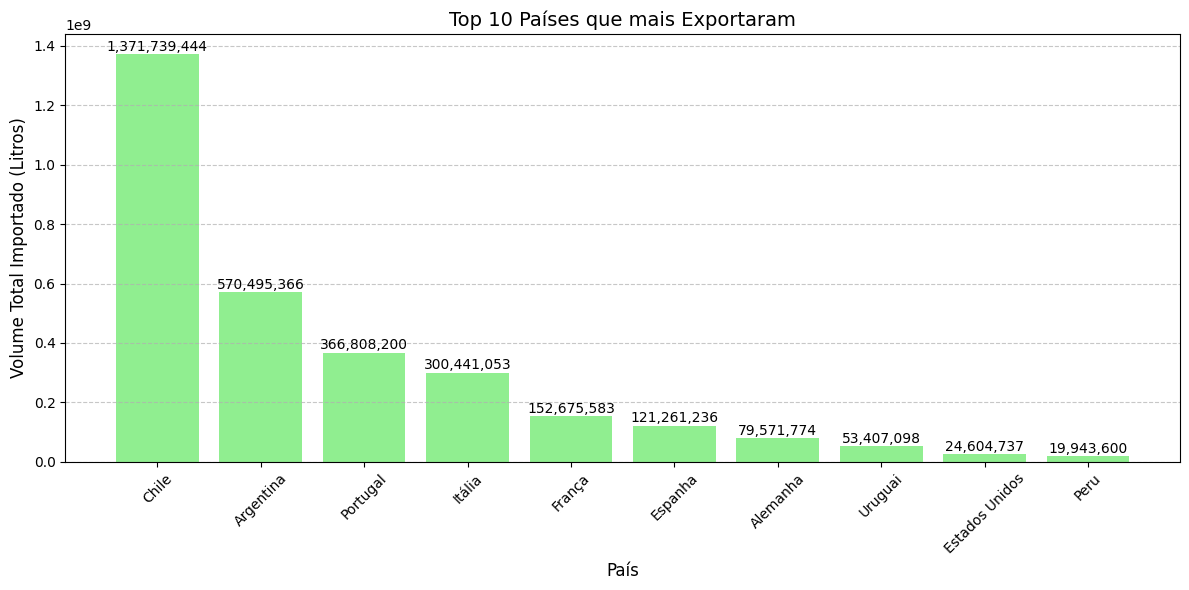 Top 10 Países que mais Exportaram
1e9
Volume Total Importado (Litros)
1.4
1.2
1.0
0.8
0.6
0.4
0.2
0.0
1,371,739,444
570,495,366
366,808,200
300,441,053
152,675,583
121,261,236
79,571,774
53,407,098
24,604,737
19,943,600
Chile
Argentina
Portugal
Itália
França
Espanha
Alemanha
Uruguai
Estados Unidos
Peru
País